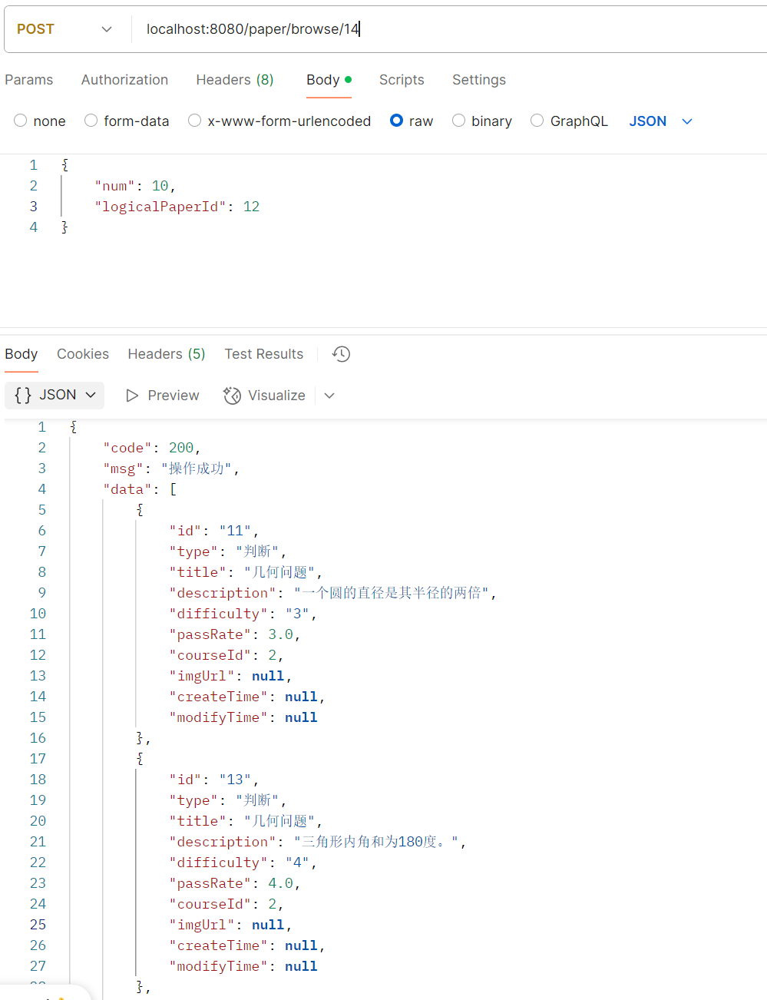 POST localhost:8080/paper/browse/14
Params Authorization Headers (8) Body Scripts Settings
none form-data x-www-form-urlencoded raw binary GraphQL JSON
1 {
2 "num": 10,
3 "logicalPaperId": 12
4 }
Body Cookies Headers (5) Test Results
{} JSON Preview Visualize
1 {
2 "code": 200,
3 "msg": "操作成功",
4 "data": [
5 {
6 "id": "11",
7 "type": "判断",
8 "title": "几何问题",
9 "description": "一个圆的直径是其半径的两倍",
10 "difficulty": "3",
11 "passRate": 3.0,
12 "courseId": 2,
13 "imgUrl": null,
14 "createTime": null,
15 "modifyTime": null
16 },
17 {
18 "id": "13",
19 "type": "判断",
20 "title": "几何问题",
21 "description": "三角形内角和为180度。",
22 "difficulty": "4",
23 "passRate": 4.0,
24 "courseId": 2,
25 "imgUrl": null,
26 "createTime": null,
27 "modifyTime": null
},